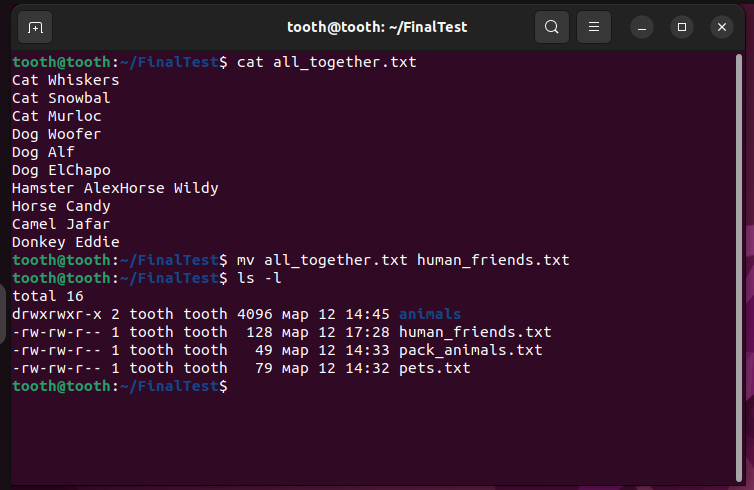 tooth@tooth: ~/FinalTest
tooth@tooth:~/FinalTest$ cat all_together.txt
Cat Whiskers
Cat Snowbal
Cat Murloc
Dog Woofer
Dog Alf
Dog ElChapo
Hamster AlexHorse Wildy
Horse Candy
Camel Jafar
Donkey Eddie
tooth@tooth:~/FinalTest$ mv all_together.txt human_friends.txt
tooth@tooth:~/FinalTest$ ls -l
total 16
drwxrwxr-x 2 tooth tooth 4096 мар 12 14:45 animals
-rw-rw-r-- 1 tooth tooth  128 мар 12 17:28 human_friends.txt
-rw-rw-r-- 1 tooth tooth   49 мар 12 14:33 pack_animals.txt
-rw-rw-r-- 1 tooth tooth   79 мар 12 14:32 pets.txt
tooth@tooth:~/FinalTest$